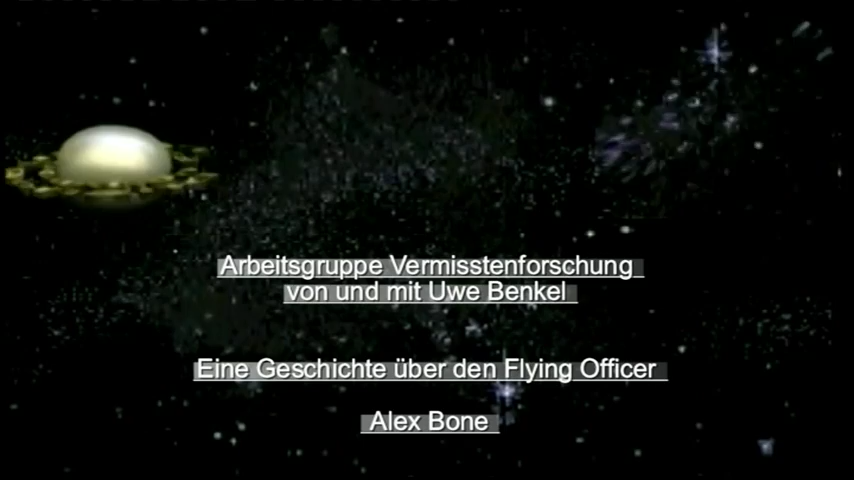 Arbeitsgruppe Vermisstenforschung
von und mit Uwe Benkel
Eine Geschichte über den Flying Officer
Alex Bone